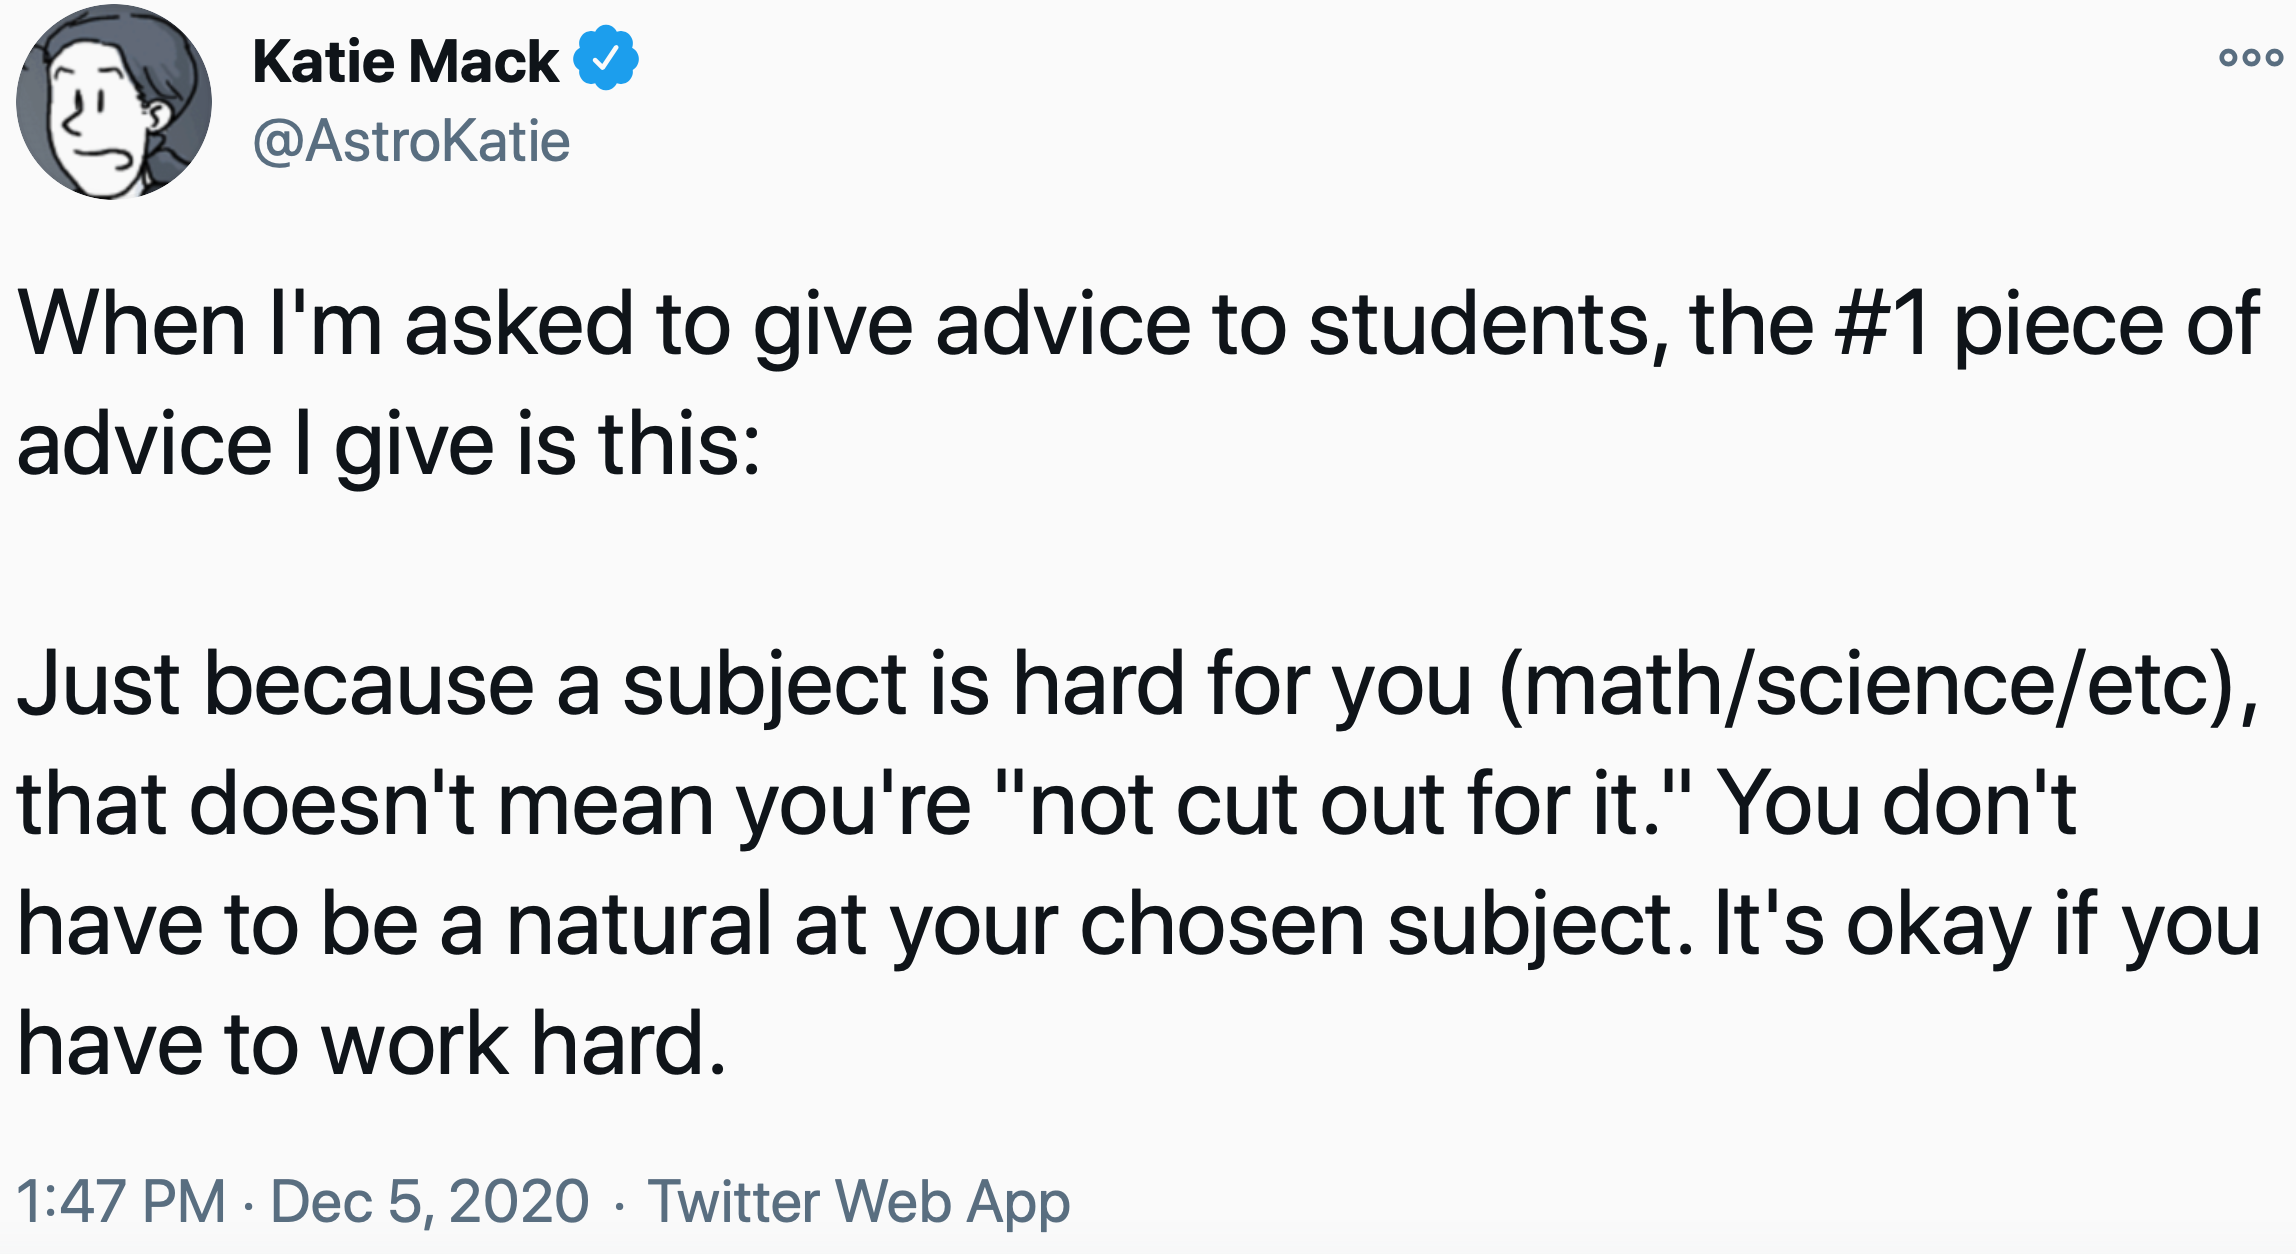 Katie Mack
@AstroKatie
When I'm asked to give advice to students, the #1 piece of
advice I give is this:
Just because a subject is hard for you (math/science/etc),
that doesn't mean you're "not cut out for it." You don't
have to be a natural at your chosen subject. It's okay if you
have to work hard.
1:47 PM · Dec 5, 2020 · Twitter Web App